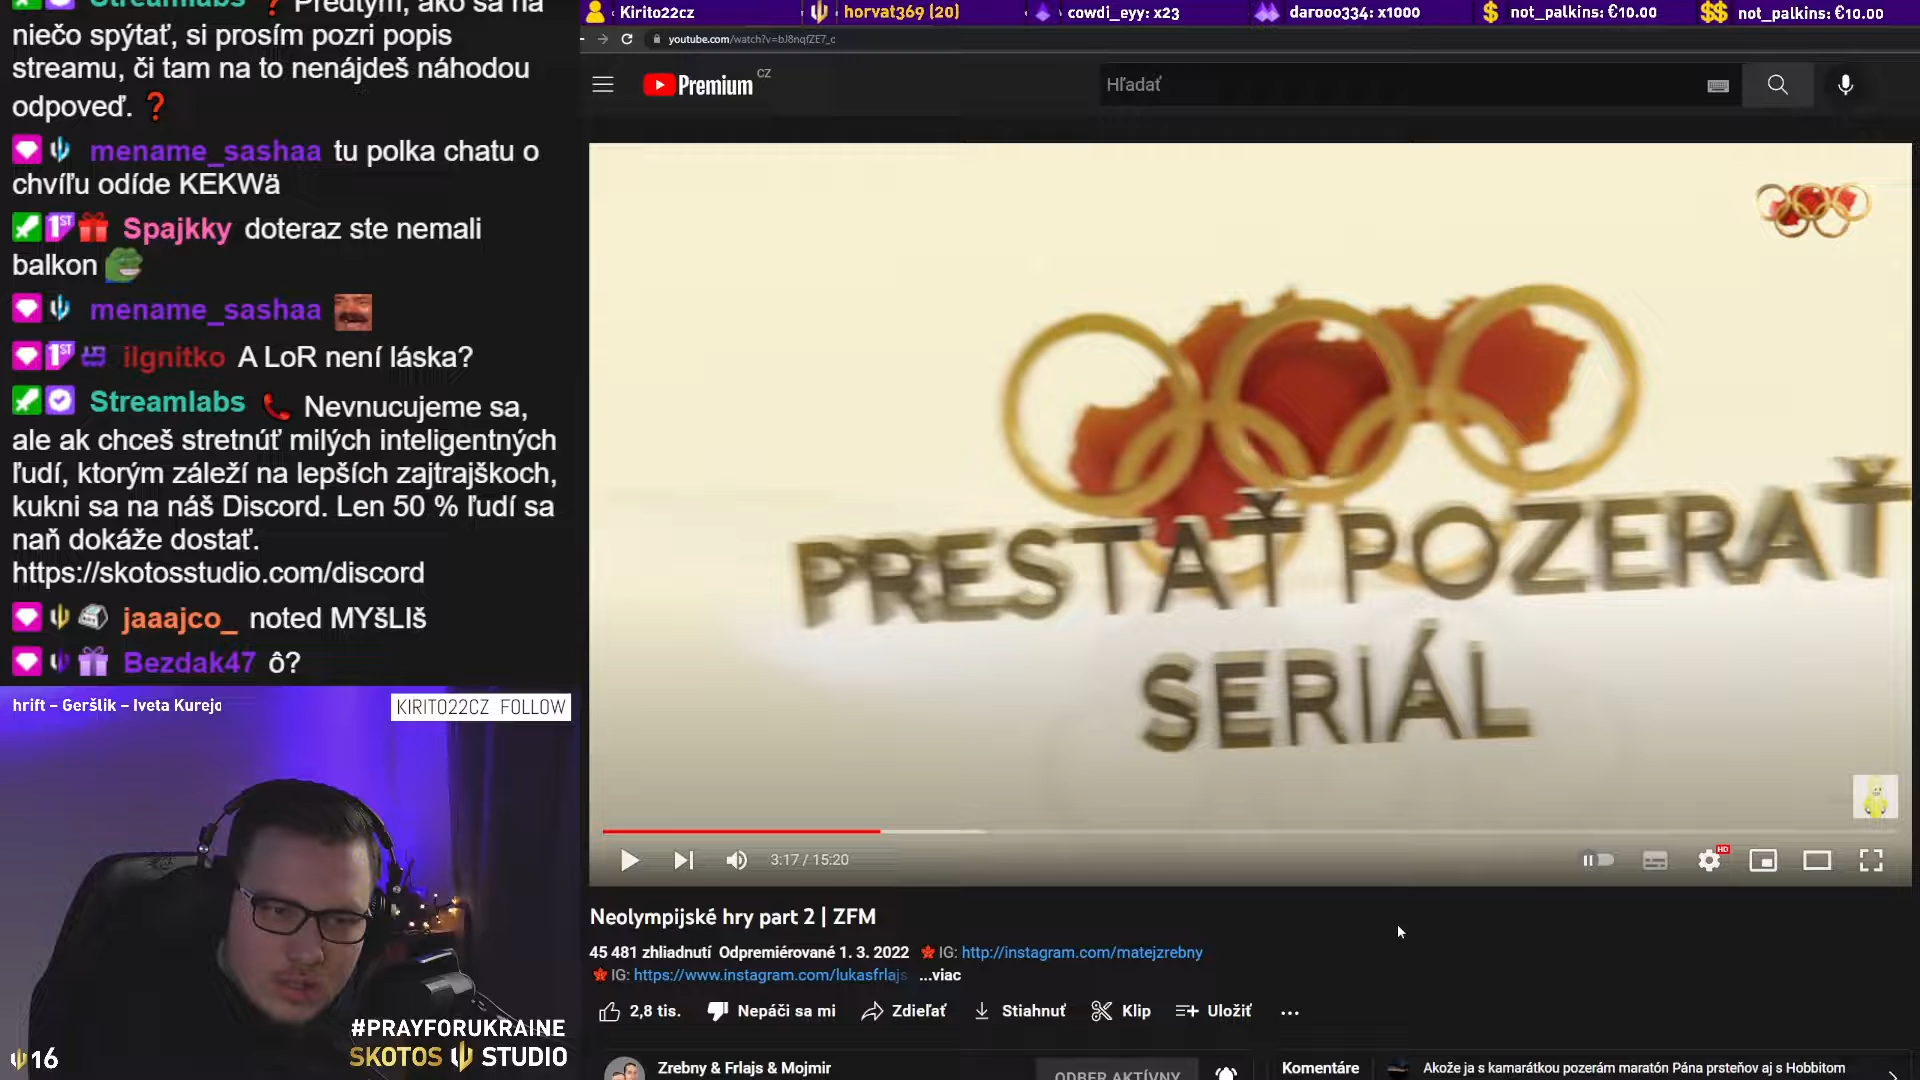 Streamlabs ❓ Predtým, ako sa na
niečo spýtať, si prosím pozri popis
streamu, či tam na to nenájdeš náhodou
odpoveď. ❓
mename_sashaa tu polka chatu o
chvíľu odíde KEKWä
Spajkky doteraz ste nemali
balkon
mename_sashaa
A LoR není láska?
Streamlabs 📞 Nevnucujeme sa,
ale ak chceš stretnúť milých inteligentných
ľudí, ktorým záleží na lepších zajtrajškoch,
kukni sa na náš Discord. Len 50 % ľudí sa
naň dokáže dostať.
https://skotosstudio.com/discord
jaaajco_ noted MYšLIš
Bezdak47 ô?
hrift – Geršlik – Iveta Kurejo
KIRITO22CZ FOLLOW
#PRAYFORUKRAINE
SKOTOS STUDIO
16
Kirito22cz
horvat369 (20)
cowdi_eyy: x23
darooo334: x1000
not_palkins: €10.00
not_palkins: €10.00
Premium CZ
Hľadať
PRESTAŤ POZERAŤ
SERIÁL
3:17 / 15:20
HD
Neolympijské hry part 2 | ZFM
45 481 zhliadnutí Odpremiérované 1. 3. 2022 IG: http://instagram.com/matejzrebny
IG: https://www.instagram.com/lukasfrlajs ...viac
2,8 tis. Nepáči sa mi Zdieľať Stiahnuť Klip Uložiť
Zrebny & Frlajs & Mojmir
ODBER AKTÍVNY
Komentáre
Akože ja s kamarátkou pozerám maratón Pána prsteňov aj s Hobbitom